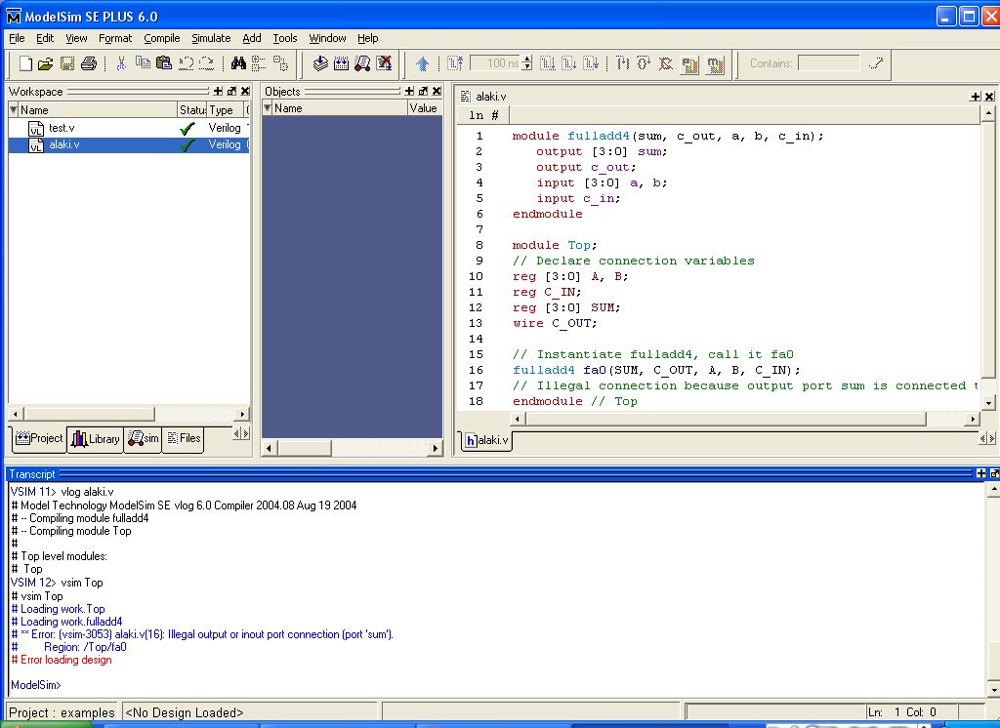 ModelSim SE PLUS 6.0
File Edit View Format Compile Simulate Add Tools Window Help
100 ns
Contains:
Workspace
Name Status Type
test.v Verilog
alaki.v Verilog
Project Library sim Files
Objects
Name Value
alaki.v
ln #
1 module fulladd4(sum, c_out, a, b, c_in);
2 output [3:0] sum;
3 output c_out;
4 input [3:0] a, b;
5 input c_in;
6 endmodule
7
8 module Top;
9 // Declare connection variables
10 reg [3:0] A, B;
11 reg C_IN;
12 reg [3:0] SUM;
13 wire C_OUT;
14
15 // Instantiate fulladd4, call it fa0
16 fulladd4 fa0(SUM, C_OUT, A, B, C_IN);
17 // Illegal connection because output port sum is connected t
18 endmodule // Top
alaki.v
Transcript
VSIM 11> vlog alaki.v
# Model Technology ModelSim SE vlog 6.0 Compiler 2004.08 Aug 19 2004
# -- Compiling module fulladd4
# -- Compiling module Top
#
# Top level modules:
# Top
VSIM 12> vsim Top
# vsim Top
# Loading work.Top
# Loading work.fulladd4
# ** Error: (vsim-3053) alaki.v(16): Illegal output or inout port connection (port 'sum').
# Region: /Top/fa0
# Error loading design
ModelSim>
Project : examples <No Design Loaded> Ln: 1 Col: 0